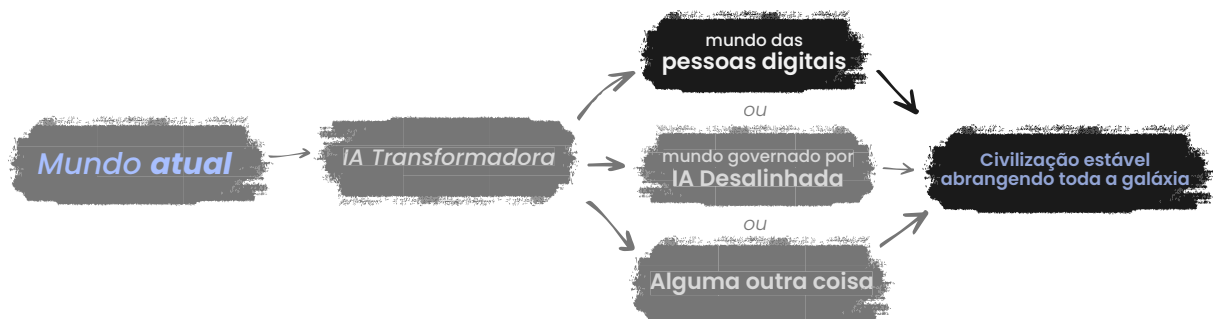 Mundo atual
IA Transformadora
mundo das
pessoas digitais
ou
mundo governado por
IA Desalinhada
ou
Alguma outra coisa
Civilização estável
abrangendo toda a galáxia